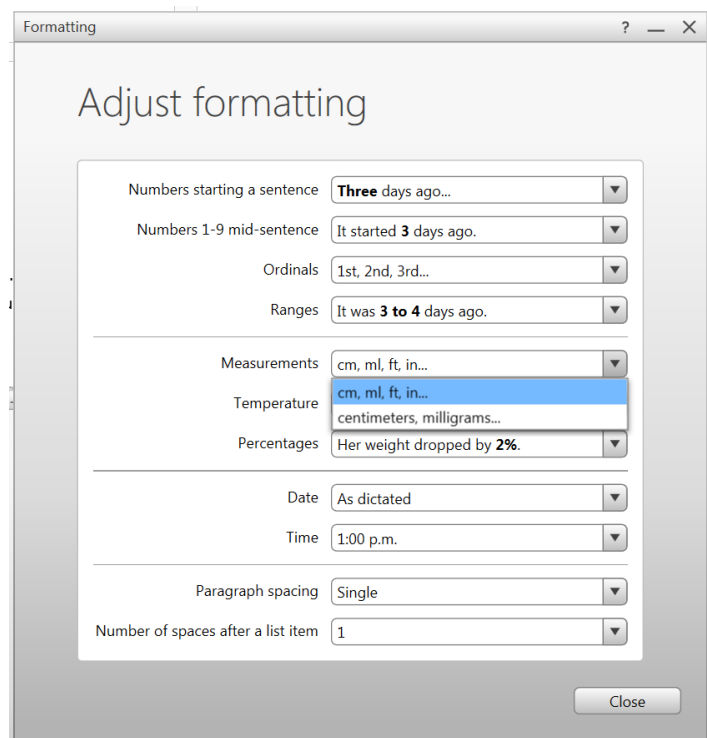 Formatting ?
Adjust formatting
Numbers starting a sentence Three days ago...
Numbers 1-9 mid-sentence It started 3 days ago.
Ordinals 1st, 2nd, 3rd...
Ranges It was 3 to 4 days ago.
Measurements cm, ml, ft, in...
cm, ml, ft, in...
Temperature
centimeters, milligrams...
Percentages Her weight dropped by 2%.
Date As dictated
Time 1:00 p.m.
Paragraph spacing Single
Number of spaces after a list item 1
Close